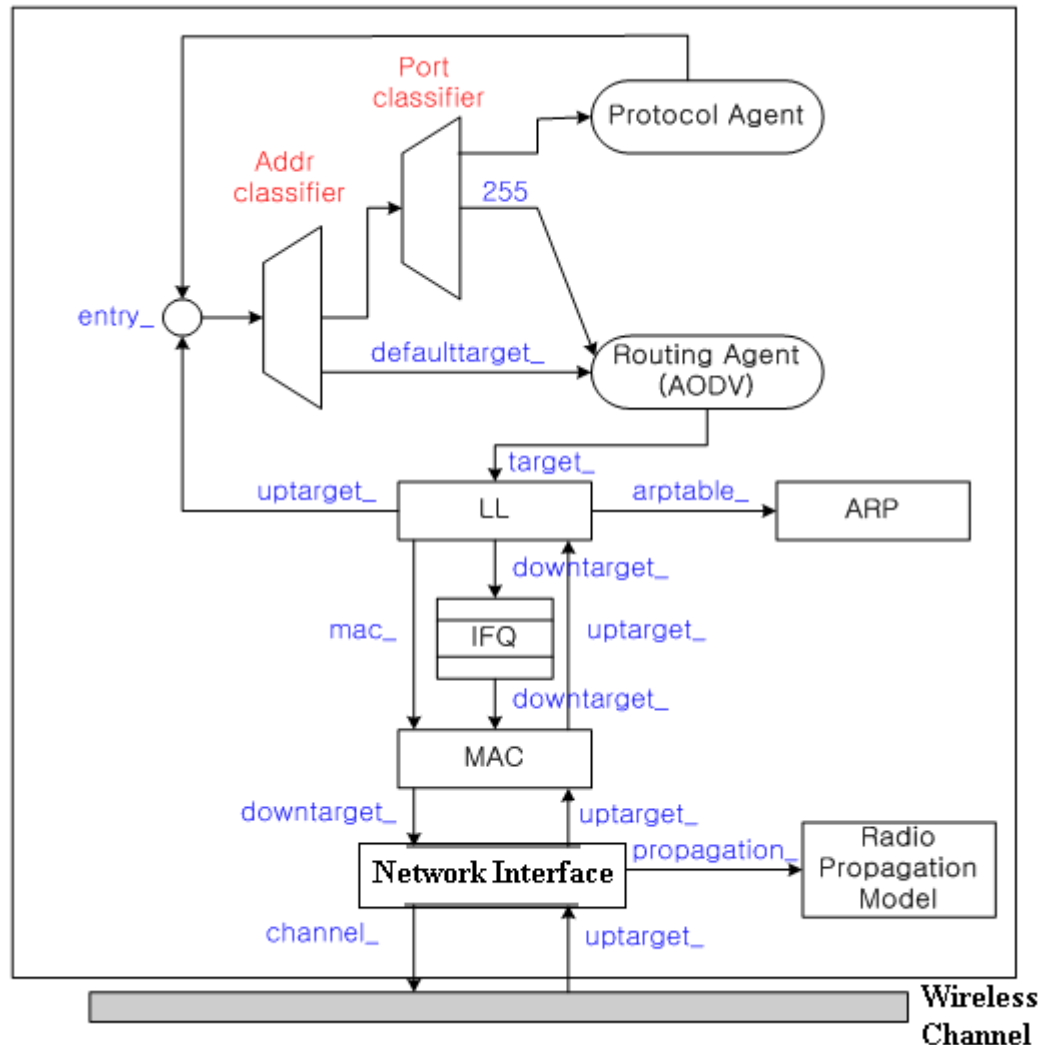 Port
classifier
Protocol Agent
Addr
classifier
255
entry_
defaulttarget_
Routing Agent
(AODV)
target_
uptarget_
LL
arptable_
ARP
downtarget_
mac_
IFQ
uptarget_
downtarget_
MAC
downtarget_
uptarget_
propagation_
Radio
Propagation
Model
Network Interface
channel_
uptarget_
Wireless
Channel